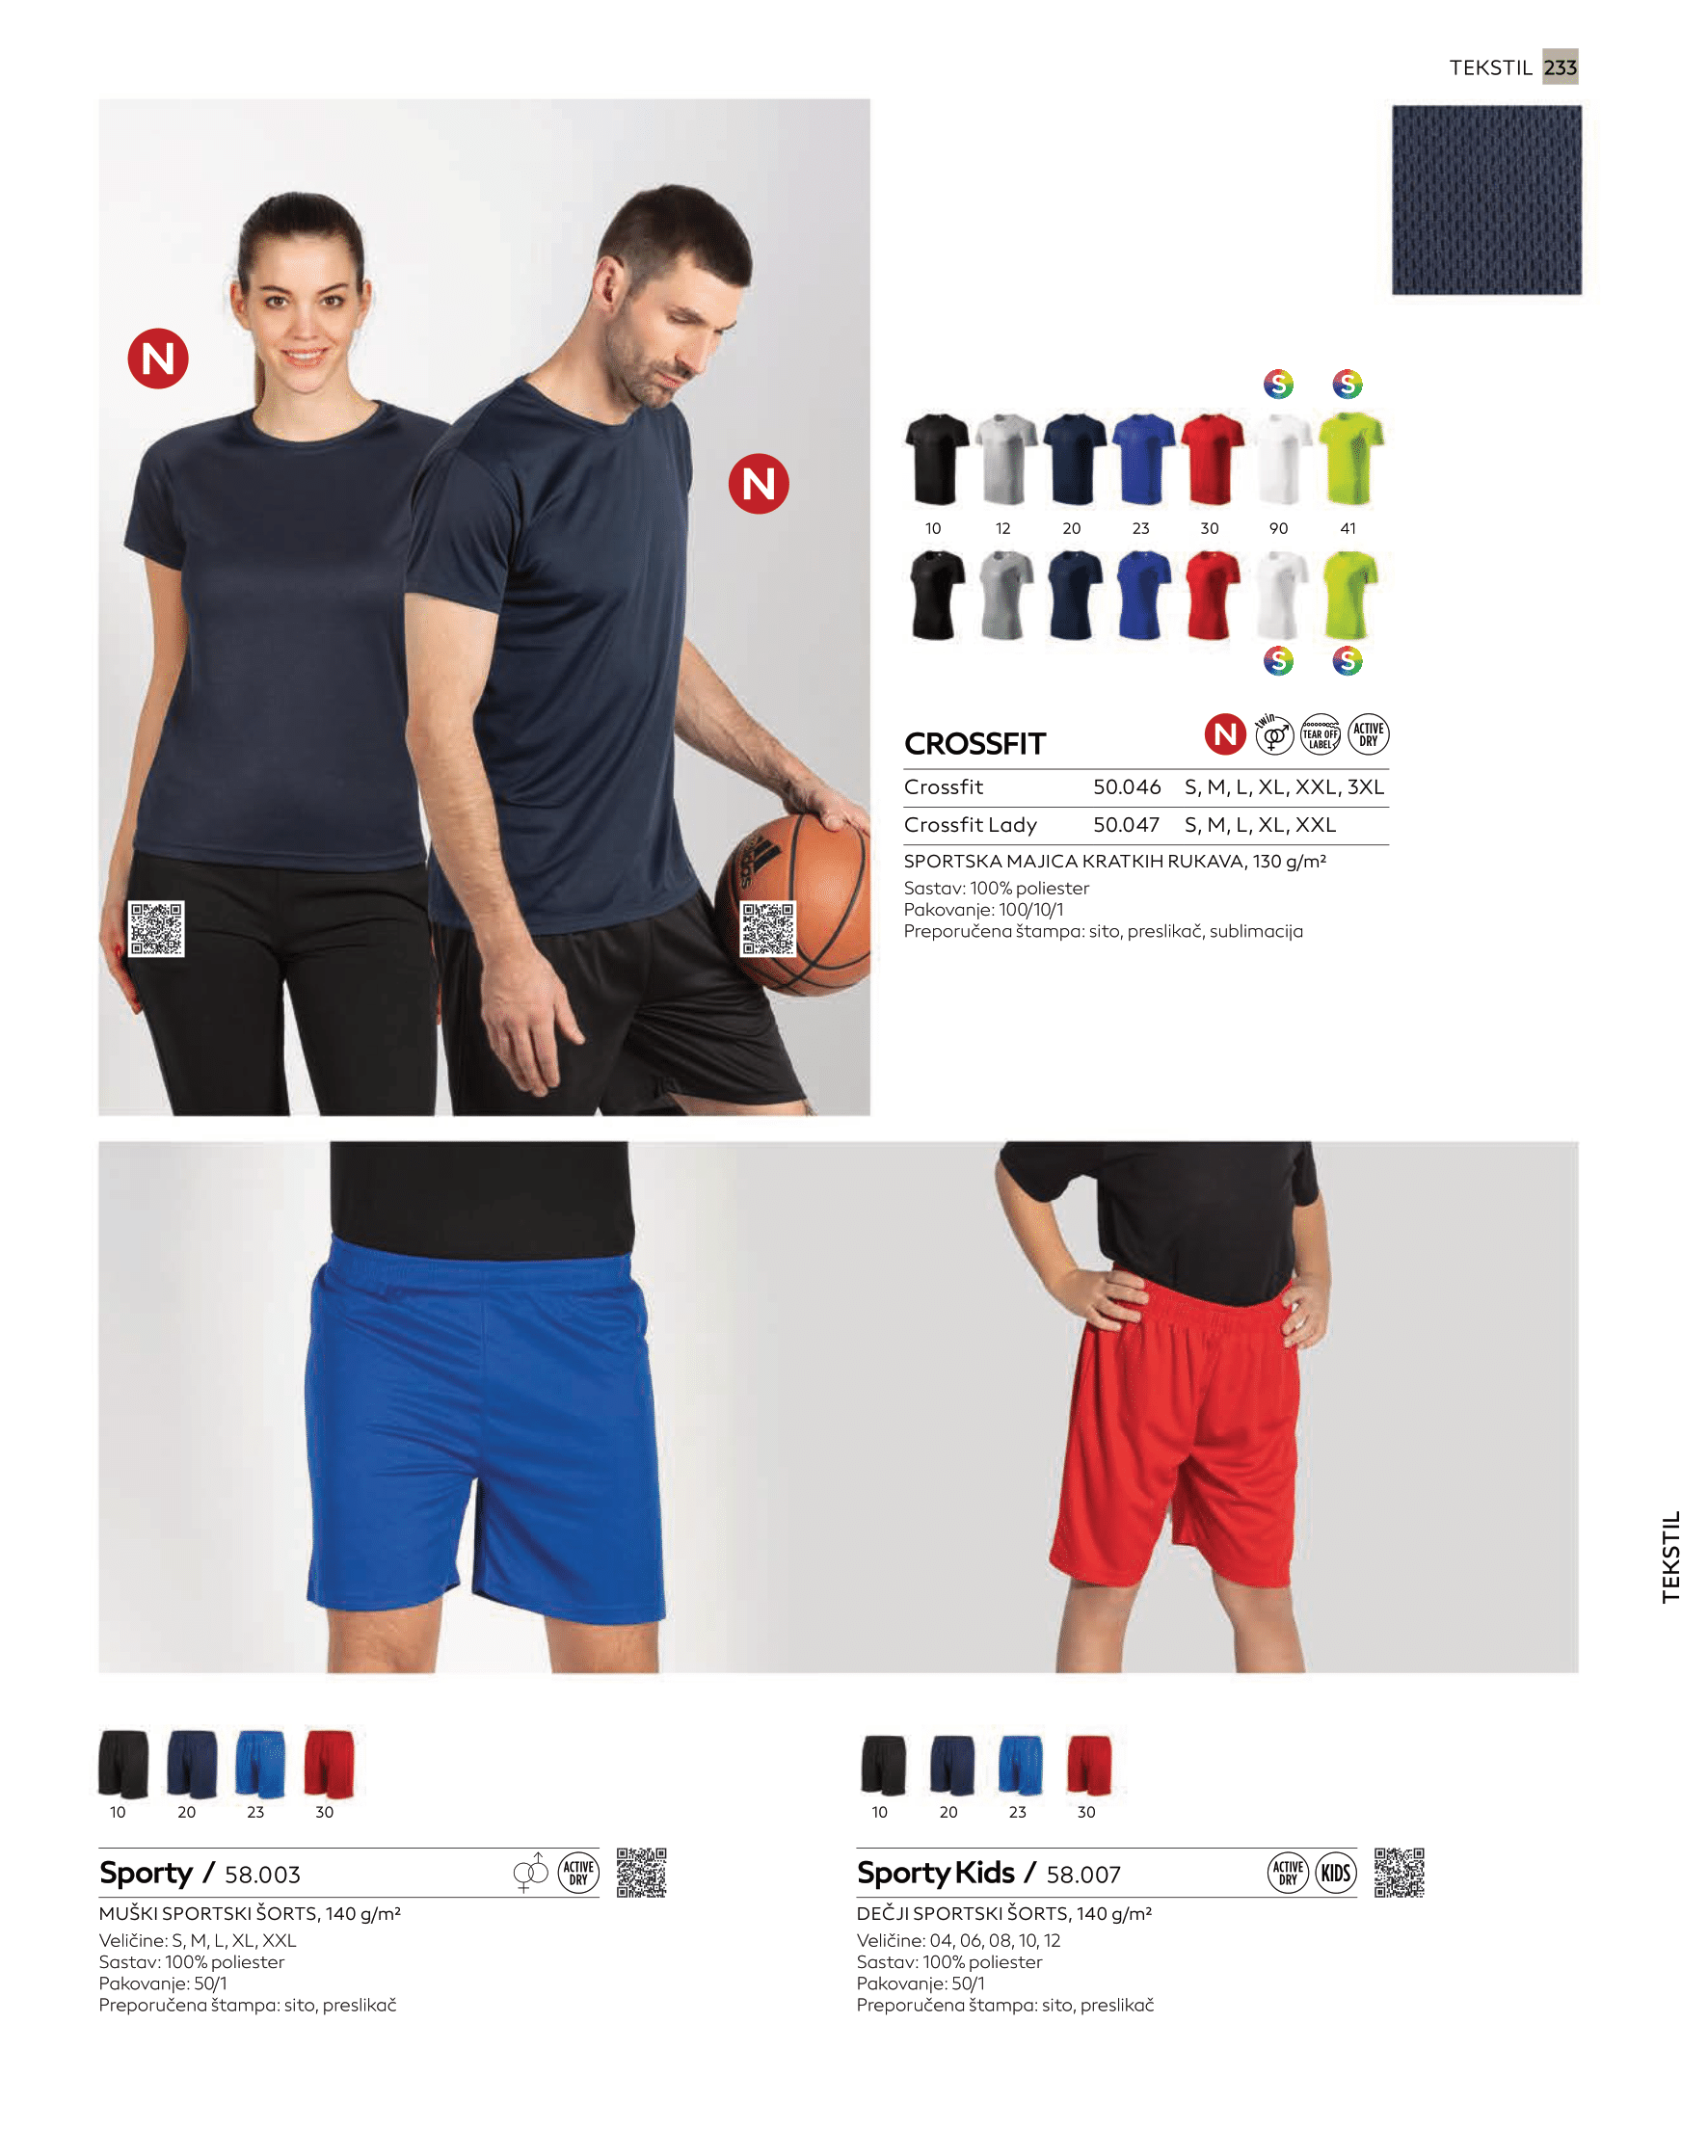 TEKSTIL 233
N
N
S S
10 12 20 23 30 90 41
S S
adidas
CROSSFIT
N twin TEAR OFF LABEL ACTIVE DRY
Crossfit 50.046 S, M, L, XL, XXL, 3XL
Crossfit Lady 50.047 S, M, L, XL, XXL
SPORTSKA MAJICA KRATKIH RUKAVA, 130 g/m²
Sastav: 100% poliester
Pakovanje: 100/10/1
Preporučena štampa: sito, preslikač, sublimacija
TEKSTIL
10 20 23 30
Sporty / 58.003
ACTIVE DRY
MUŠKI SPORTSKI ŠORTS, 140 g/m²
Veličine: S, M, L, XL, XXL
Sastav: 100% poliester
Pakovanje: 50/1
Preporučena štampa: sito, preslikač
10 20 23 30
Sporty Kids / 58.007
ACTIVE DRY KIDS
DEČJI SPORTSKI ŠORTS, 140 g/m²
Veličine: 04, 06, 08, 10, 12
Sastav: 100% poliester
Pakovanje: 50/1
Preporučena štampa: sito, preslikač